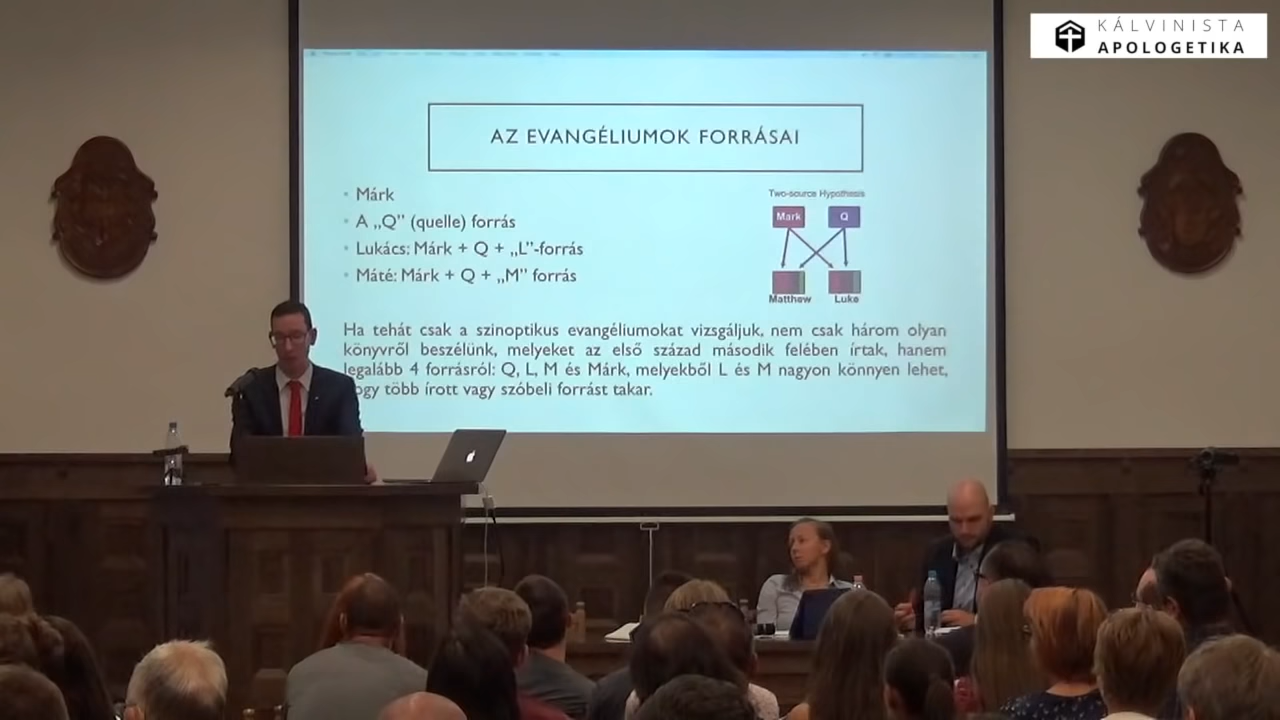 KÁLVINISTA
APOLOGETIKA
AZ EVANGÉLIUMOK FORRÁSAI
• Márk
• A „Q” (quelle) forrás
• Lukács: Márk + Q + „L”-forrás
• Máté: Márk + Q + „M” forrás
Two-source Hypothesis
Mark Q
Matthew Luke
Ha tehát csak a szinoptikus evangéliumokat vizsgáljuk, nem csak három olyan
könyvről beszélünk, melyeket az első század második felében írtak, hanem
legalább 4 forrásról: Q, L, M és Márk, melyekből L és M nagyon könnyen lehet,
ogy több írott vagy szóbeli forrást takar.